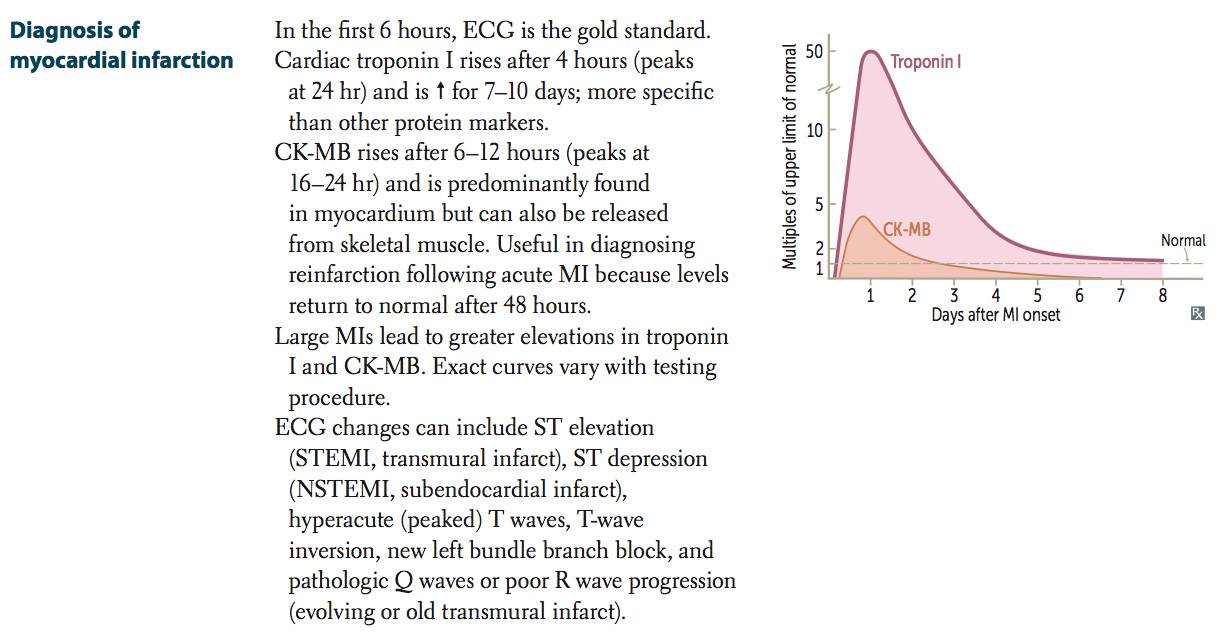 Diagnosis of
myocardial infarction
In the first 6 hours, ECG is the gold standard.
Cardiac troponin I rises after 4 hours (peaks
at 24 hr) and is ↑ for 7–10 days; more specific
than other protein markers.
CK-MB rises after 6–12 hours (peaks at
16–24 hr) and is predominantly found
in myocardium but can also be released
from skeletal muscle. Useful in diagnosing
reinfarction following acute MI because levels
return to normal after 48 hours.
Large MIs lead to greater elevations in troponin
I and CK-MB. Exact curves vary with testing
procedure.
ECG changes can include ST elevation
(STEMI, transmural infarct), ST depression
(NSTEMI, subendocardial infarct),
hyperacute (peaked) T waves, T-wave
inversion, new left bundle branch block, and
pathologic Q waves or poor R wave progression
(evolving or old transmural infarct).
Multiples of upper limit of normal
50
10
5
2
1
Troponin I
CK-MB
Normal
1 2 3 4 5 6 7 8
Days after MI onset
Rx